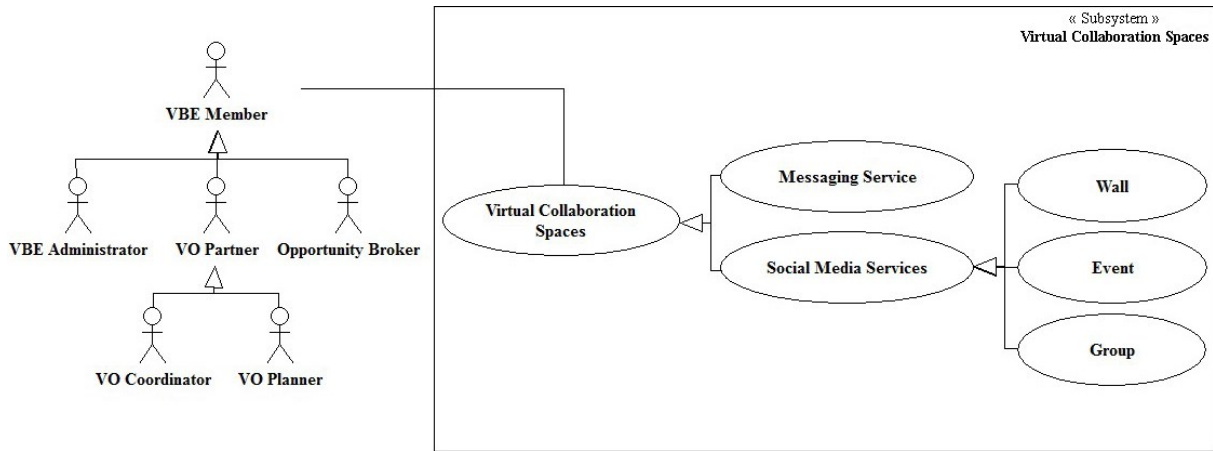 « Subsystem »
Virtual Collaboration Spaces
VBE Member
VBE Administrator
VO Partner
Opportunity Broker
VO Coordinator
VO Planner
Virtual Collaboration
Spaces
Messaging Service
Social Media Services
Wall
Event
Group